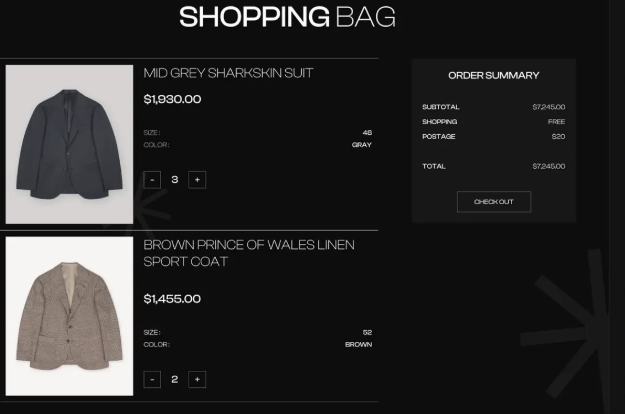 SHOPPING BAG
MID GREY SHARKSKIN SUIT
$1,930.00
SIZE: 48
COLOR: GRAY
- 3 +
BROWN PRINCE OF WALES LINEN
SPORT COAT
$1,455.00
SIZE: 52
COLOR: BROWN
- 2 +
ORDER SUMMARY
SUBTOTAL $7,245.00
SHOPPING FREE
POSTAGE $20
TOTAL $7,245.00
CHECK OUT